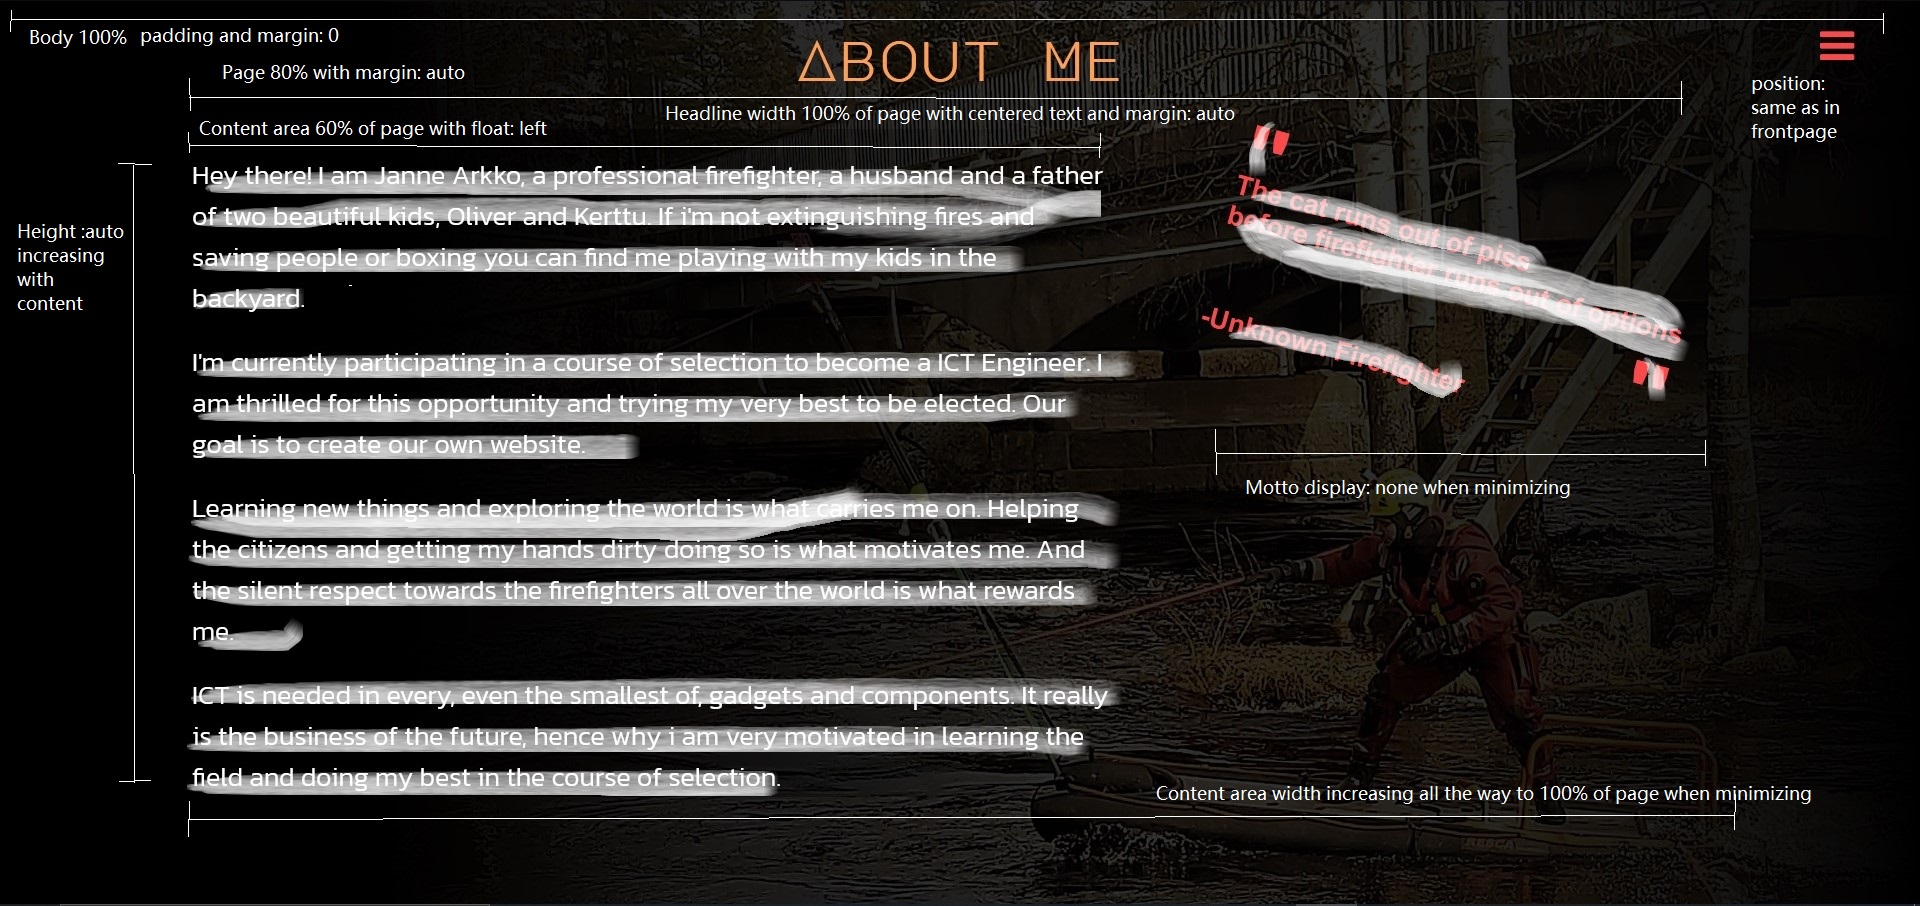 Body 100% padding and margin: 0
ABOUT ME
Page 80% with margin: auto
position:
same as in
frontpage
Headline width 100% of page with centered text and margin: auto
Content area 60% of page with float: left
Height :auto
increasing
with
content
Hey there! I am Janne Arkko, a professional firefighter, a husband and a father
of two beautiful kids, Oliver and Kerttu. If i'm not extinguishing fires and
saving people or boxing you can find me playing with my kids in the
backyard.
I'm currently participating in a course of selection to become a ICT Engineer. I
am thrilled for this opportunity and trying my very best to be elected. Our
goal is to create our own website.
Learning new things and exploring the world is what carries me on. Helping
the citizens and getting my hands dirty doing so is what motivates me. And
the silent respect towards the firefighters all over the world is what rewards
me.
ICT is needed in every, even the smallest of, gadgets and components. It really
is the business of the future, hence why i am very motivated in learning the
field and doing my best in the course of selection.
"
The cat runs out of piss
before firefighter runs out of options
-Unknown Firefighter
"
Motto display: none when minimizing
Content area width increasing all the way to 100% of page when minimizing